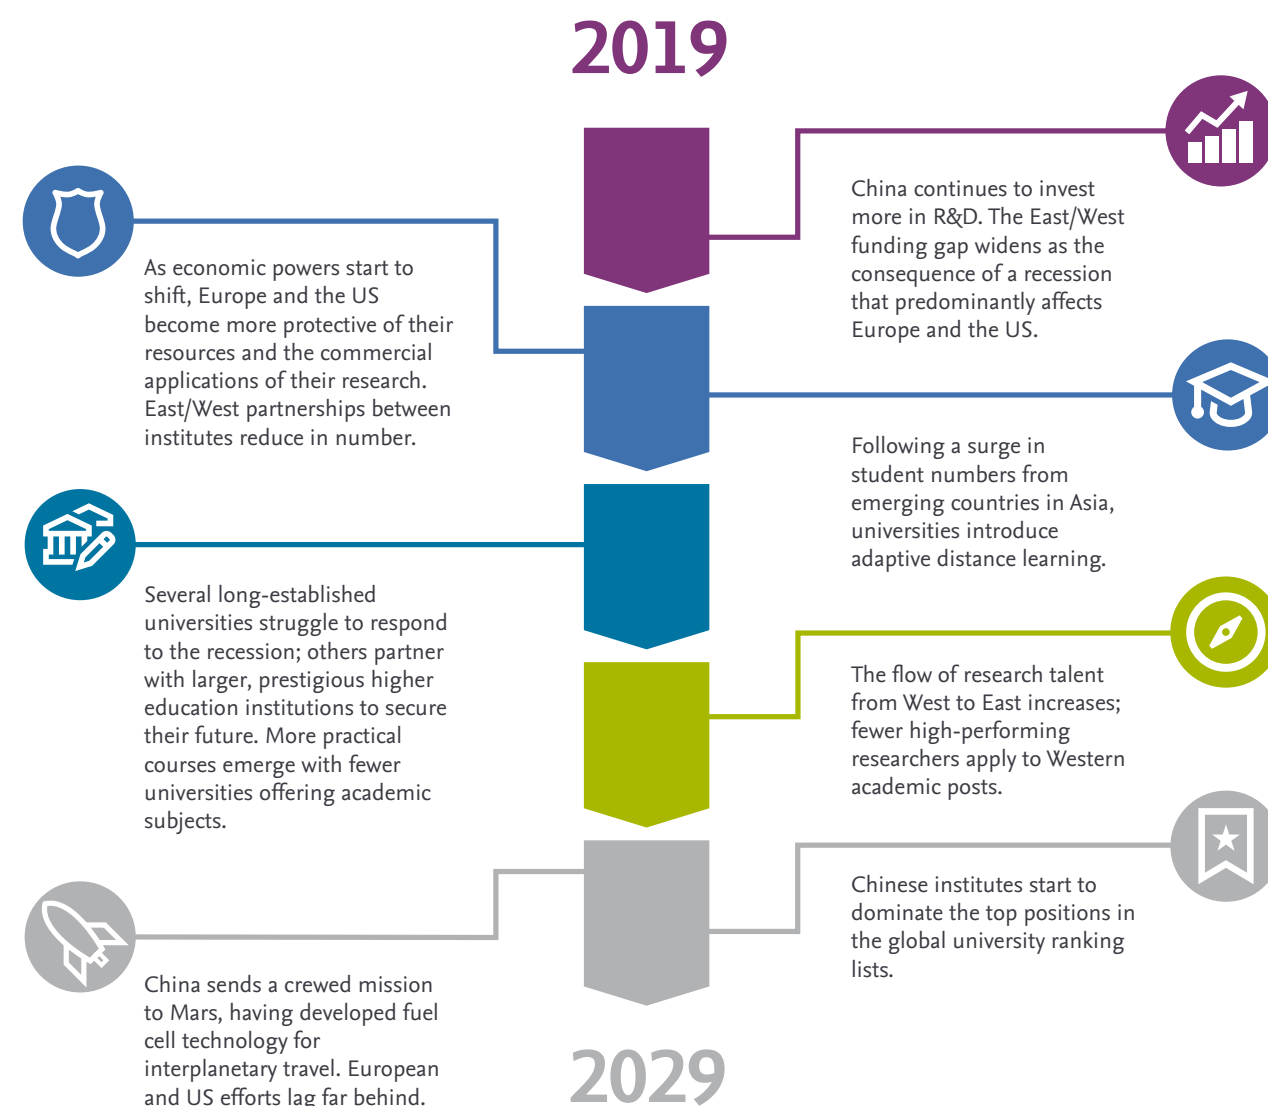 2019
China continues to invest
more in R&D. The East/West
funding gap widens as the
consequence of a recession
that predominantly affects
Europe and the US.
As economic powers start to
shift, Europe and the US
become more protective of their
resources and the commercial
applications of their research.
East/West partnerships between
institutes reduce in number.
Following a surge in
student numbers from
emerging countries in Asia,
universities introduce
adaptive distance learning.
Several long-established
universities struggle to respond
to the recession; others partner
with larger, prestigious higher
education institutions to secure
their future. More practical
courses emerge with fewer
universities offering academic
subjects.
The flow of research talent
from West to East increases;
fewer high-performing
researchers apply to Western
academic posts.
Chinese institutes start to
dominate the top positions in
the global university ranking
lists.
China sends a crewed mission
to Mars, having developed fuel
cell technology for
interplanetary travel. European
and US efforts lag far behind.
2029